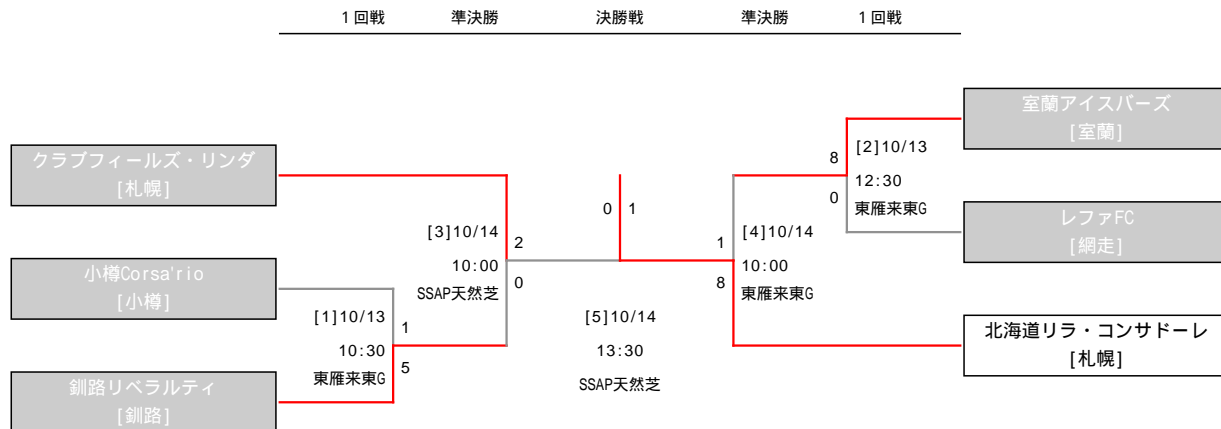 1回戦 準決勝 決勝戦 準決勝 1回戦
クラブフィールズ・リンダ
[札幌]
小樽Corsa'rio
[小樽]
釧路リベラルティ
[釧路]
[1]10/13
10:30
東雁来東G
1
5
[3]10/14
10:00
SSAP天然芝
2
0
0 1
[5]10/14
13:30
SSAP天然芝
1
8
[4]10/14
10:00
東雁来東G
8
0
[2]10/13
12:30
東雁来東G
室蘭アイスバーズ
[室蘭]
レファFC
[網走]
北海道リラ・コンサドーレ
[札幌]